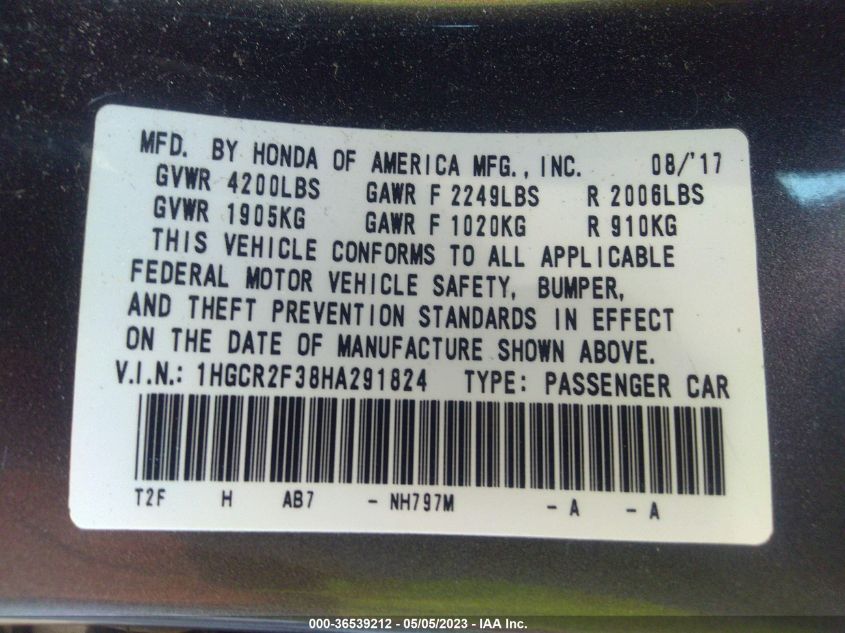 MFD. BY HONDA OF AMERICA MFG., INC. 08/'17
GVWR 4200LBS GAWR F 2249LBS R 2006LBS
GVWR 1905KG GAWR F 1020KG R 910KG
THIS VEHICLE CONFORMS TO ALL APPLICABLE
FEDERAL MOTOR VEHICLE SAFETY, BUMPER,
AND THEFT PREVENTION STANDARDS IN EFFECT
ON THE DATE OF MANUFACTURE SHOWN ABOVE.
V.I.N.: 1HGCR2F38HA291824 TYPE: PASSENGER CAR
T2F H AB7 - NH797M - A - A
000-36539212 - 05/05/2023 - IAA Inc.